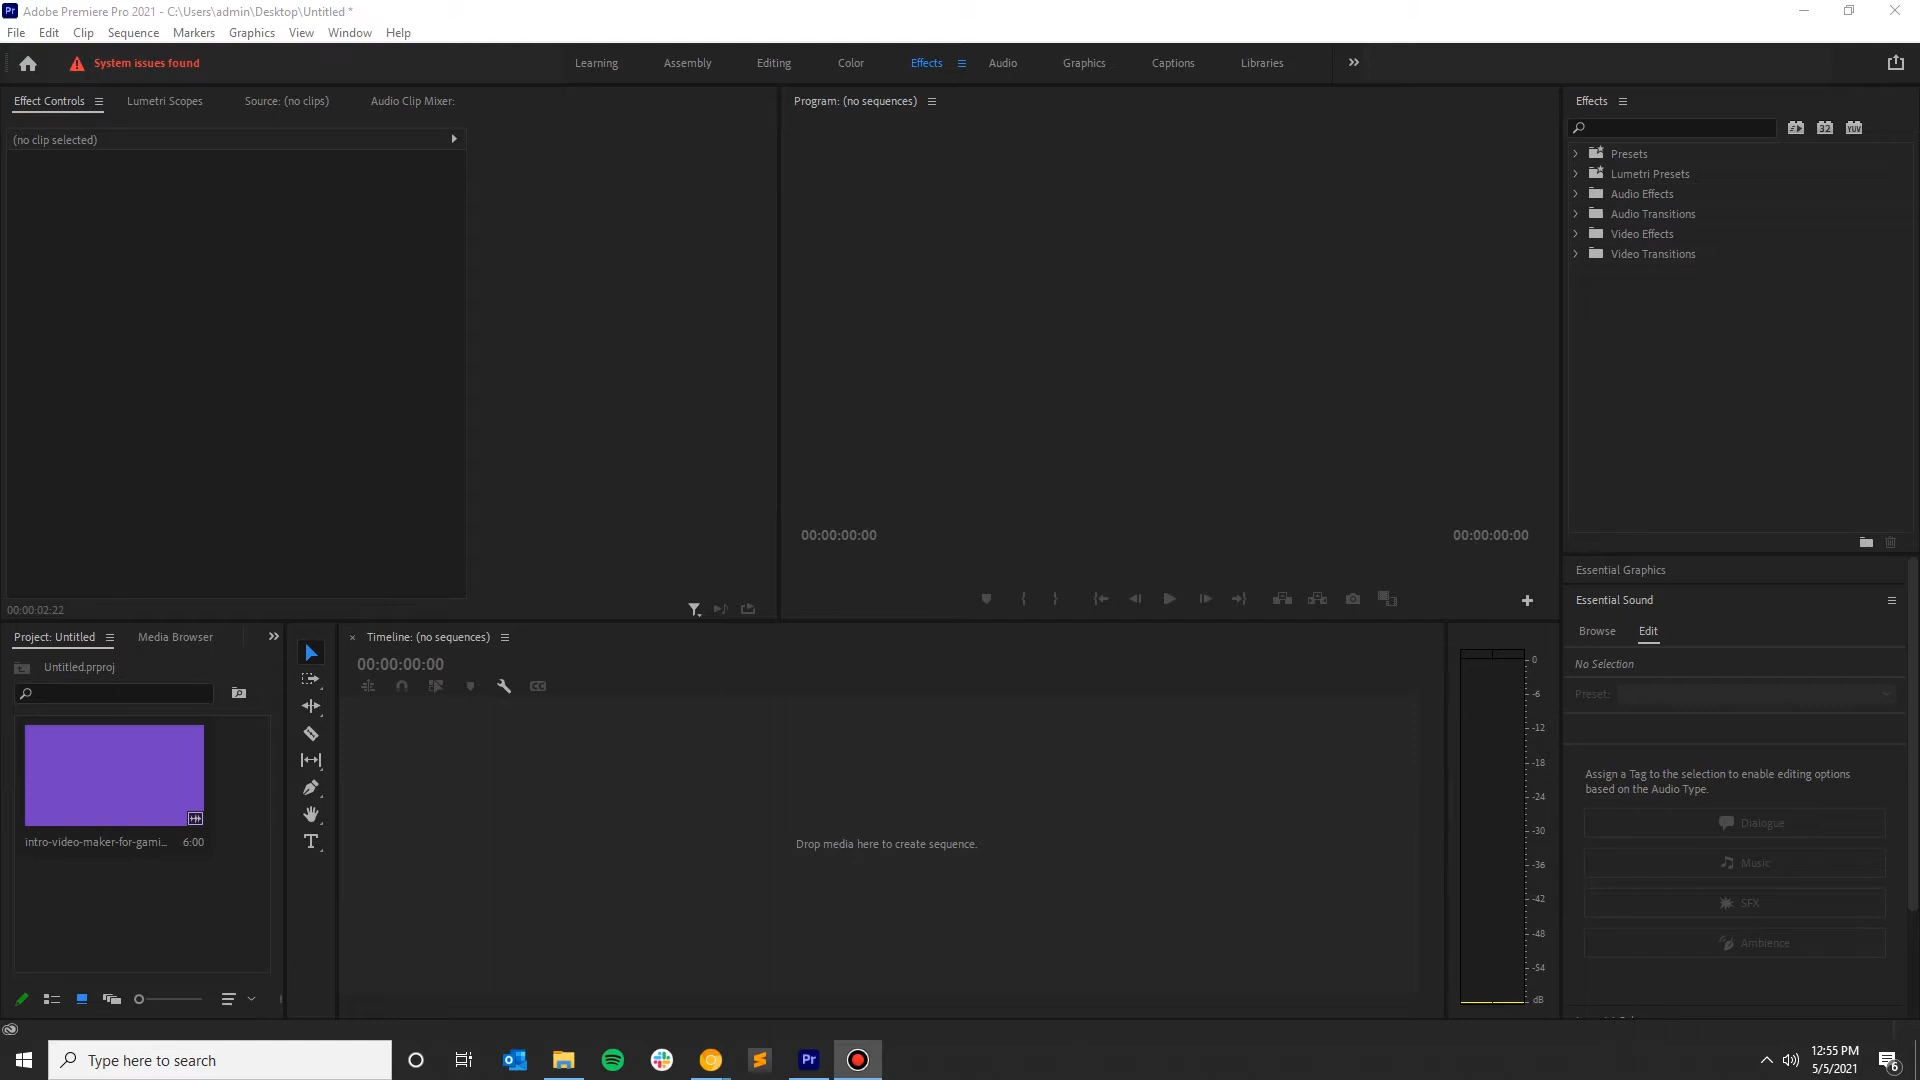 Pr Adobe Premiere Pro 2021 - C:\Users\admin\Desktop\Untitled *
File Edit Clip Sequence Markers Graphics View Window Help
System issues found Learning Assembly Editing Color Effects Audio Graphics Captions Libraries
Effect Controls Lumetri Scopes Source: (no clips) Audio Clip Mixer: Program: (no sequences) Effects
32 YUV
(no clip selected)
Presets
Lumetri Presets
Audio Effects
Audio Transitions
Video Effects
Video Transitions
00:00:00:00 00:00:00:00
Essential Graphics
Essential Sound
00:00:02:22
Browse Edit
Project: Untitled Media Browser Timeline: (no sequences)
00:00:00:00
No Selection
Untitled.prproj
Preset:
CC
0
-6
-12
-18
-24
-30
-36
-42
-48
-54
dB
Assign a Tag to the selection to enable editing options
based on the Audio Type.
Dialogue
Music
SFX
Ambience
intro-video-maker-for-gami... 6:00
Drop media here to create sequence.
Type here to search
Pr
12:55 PM
5/5/2021
6